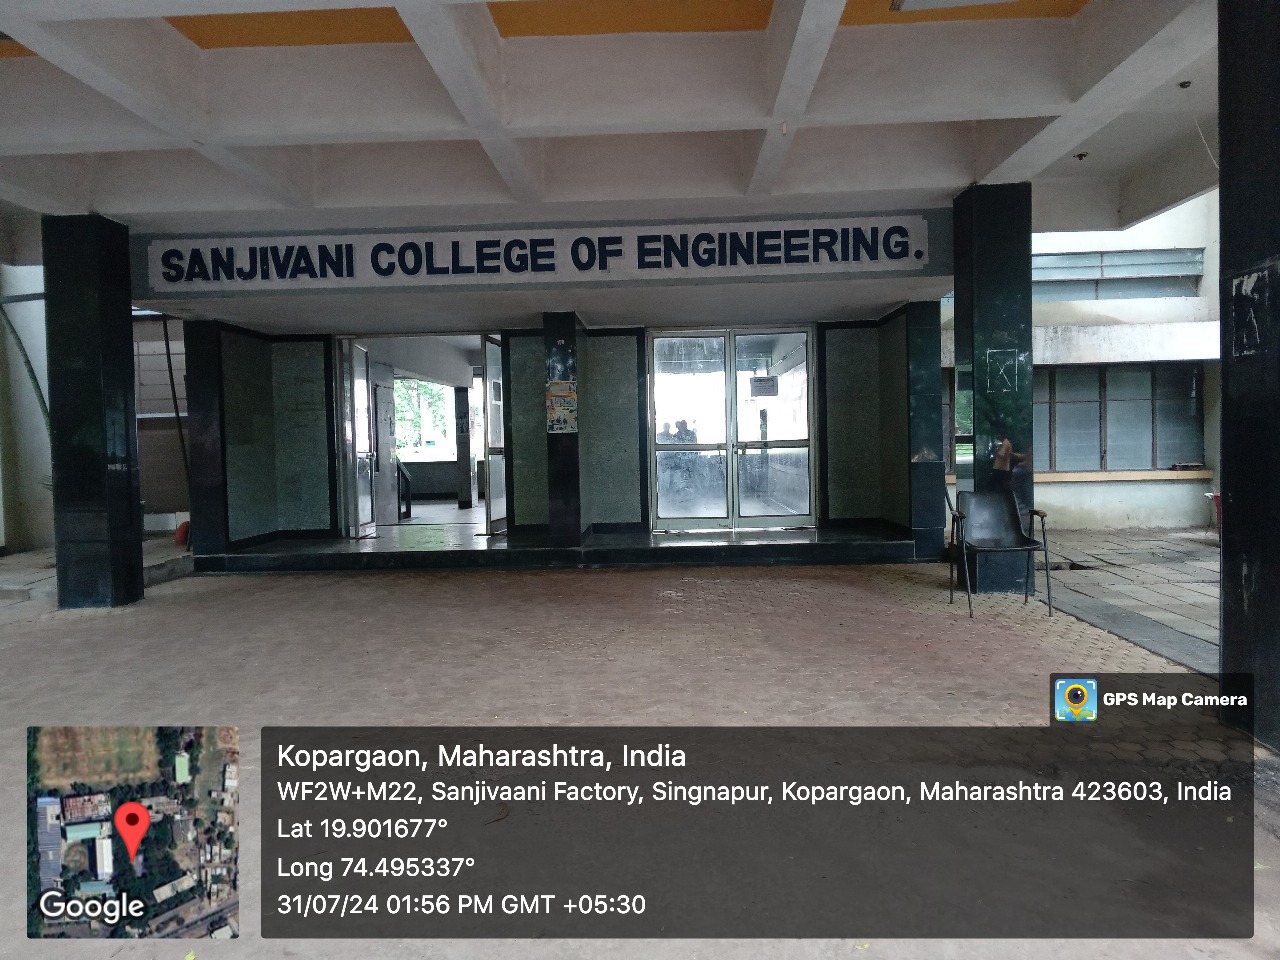 SANJIVANI COLLEGE OF ENGINEERING.
GPS Map Camera
Google
Kopargaon, Maharashtra, India
WF2W+M22, Sanjivaani Factory, Singnapur, Kopargaon, Maharashtra 423603, India
Lat 19.901677°
Long 74.495337°
31/07/24 01:56 PM GMT +05:30